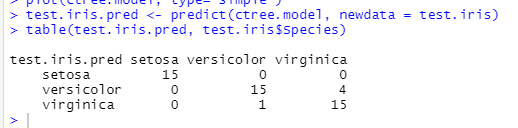 > plot(ctree.model, type="simple")
> test.iris.pred <- predict(ctree.model, newdata = test.iris)
> table(test.iris.pred, test.iris$Species)
test.iris.pred setosa versicolor virginica
setosa 15 0 0
versicolor 0 15 4
virginica 0 1 15
>